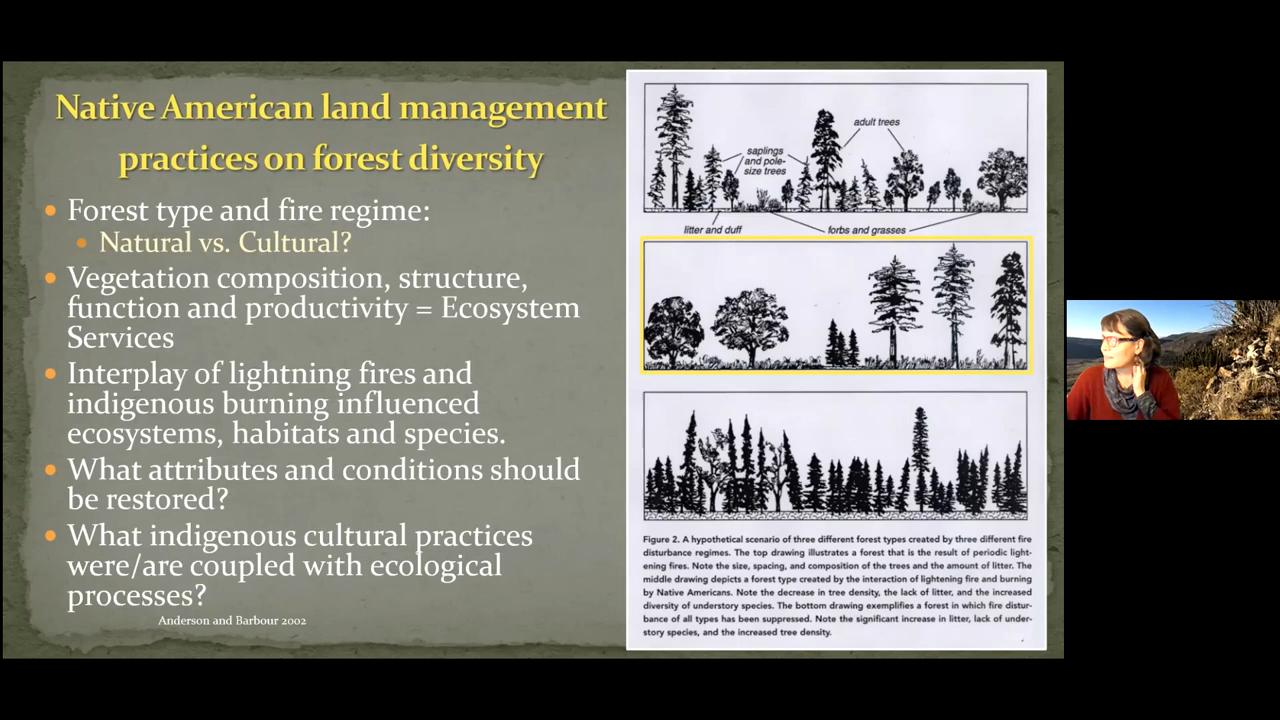 Native American land management
practices on forest diversity
Forest type and fire regime:
Natural vs. Cultural?
Vegetation composition, structure,
function and productivity = Ecosystem
Services
Interplay of lightning fires and
indigenous burning influenced
ecosystems, habitats and species.
What attributes and conditions should
be restored?
What indigenous cultural practices
were/are coupled with ecological
processes?
Anderson and Barbour 2002
adult trees
saplings
and pole-
size trees
litter and duff
forbs and grasses
Figure 2. A hypothetical scenario of three different forest types created by three different fire
disturbance regimes. The top drawing illustrates a forest that is the result of periodic light-
ening fires. Note the size, spacing, and composition of the trees and the amount of litter. The
middle drawing depicts a forest type created by the interaction of lightening fire and burning
by Native Americans. Note the decrease in tree density, the lack of litter, and the increased
diversity of understory species. The bottom drawing exemplifies a forest in which fire distur-
bance of all types has been suppressed. Note the significant increase in litter, lack of under-
story species, and the increased tree density.